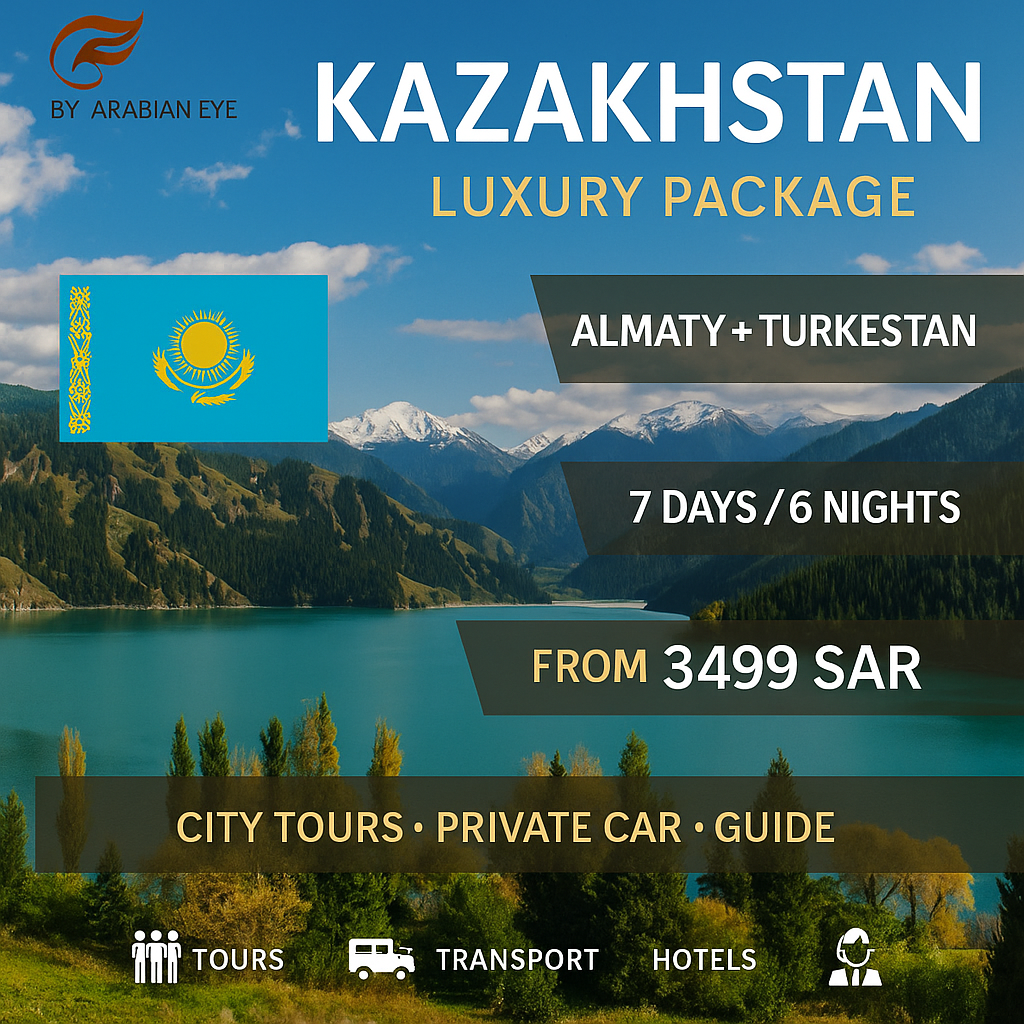 BY ARABIAN EYE
KAZAKHSTAN
LUXURY PACKAGE
ALMATY + TURKESTAN
7 DAYS / 6 NIGHTS
FROM 3499 SAR
CITY TOURS • PRIVATE CAR • GUIDE
TOURS TRANSPORT HOTELS